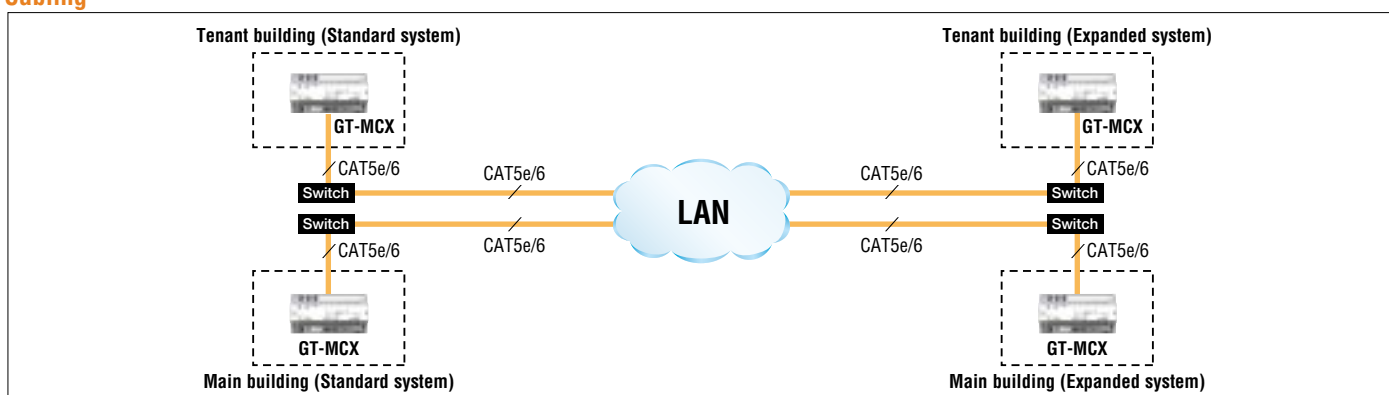 Cabling
Tenant building (Standard system)
Tenant building (Expanded system)
GT-MCX
GT-MCX
CAT5e/6
CAT5e/6
CAT5e/6
CAT5e/6
Switch
Switch
LAN
Switch
Switch
CAT5e/6
CAT5e/6
CAT5e/6
CAT5e/6
GT-MCX
GT-MCX
Main building (Standard system)
Main building (Expanded system)